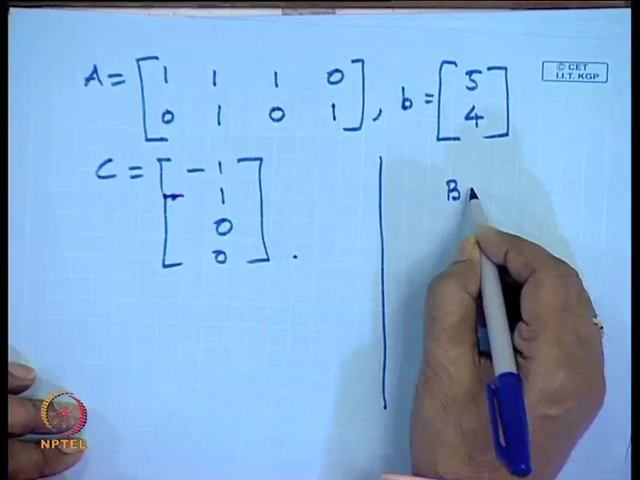 A = [ 1 1 1 0
0 1 0 1 ] , b = [ 5
4 ]
© CET
I.I.T. KGP
C = [ - 1
- 1
0
0 ] .
B
NPTEL